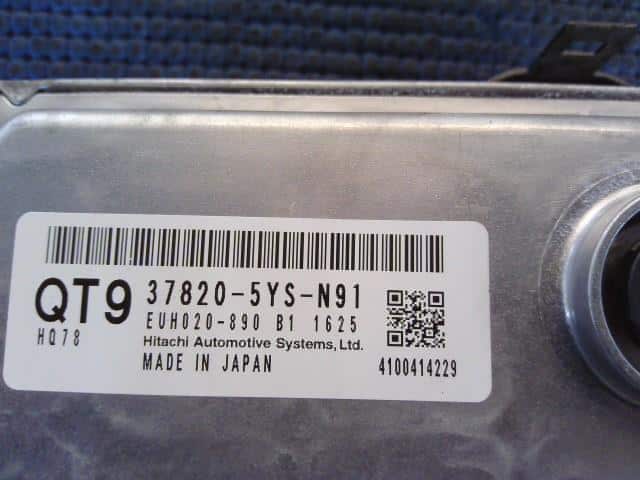 QT9 37820-5YS-N91
HQ78 EUH020-890 B1 1625
Hitachi Automotive Systems, Ltd.
MADE IN JAPAN 4100414229